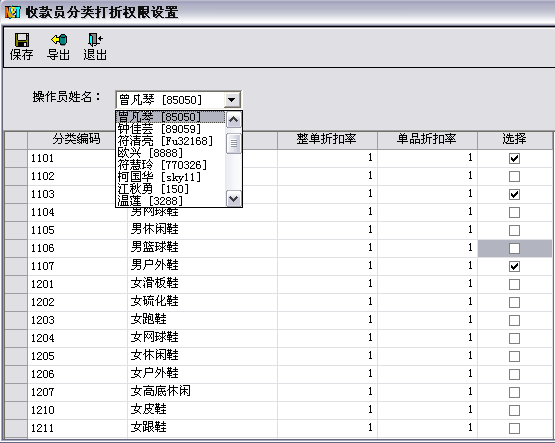 收款员分类打折权限设置
保存 导出 退出
操作员姓名： 曾凡琴 [85050]
曾凡琴 [85050]
钟佳芸 [89059]
符清亮 [Fu32168]
欧兴 [8888]
符慧玲 [770326]
柯国华 [sky11]
江秋勇 [150]
温莲 [3288]
分类编码 整单折扣率 单品折扣率 选择
1101 1 1
1102 1 1
1103 1 1
1104 男网球鞋 1 1
1105 男休闲鞋 1 1
1106 男篮球鞋 1 1
1107 男户外鞋 1 1
1201 女滑板鞋 1 1
1202 女硫化鞋 1 1
1203 女跑鞋 1 1
1204 女网球鞋 1 1
1205 女休闲鞋 1 1
1206 女户外鞋 1 1
1207 女高底休闲 1 1
1210 女皮鞋 1 1
1211 女跟鞋 1 1